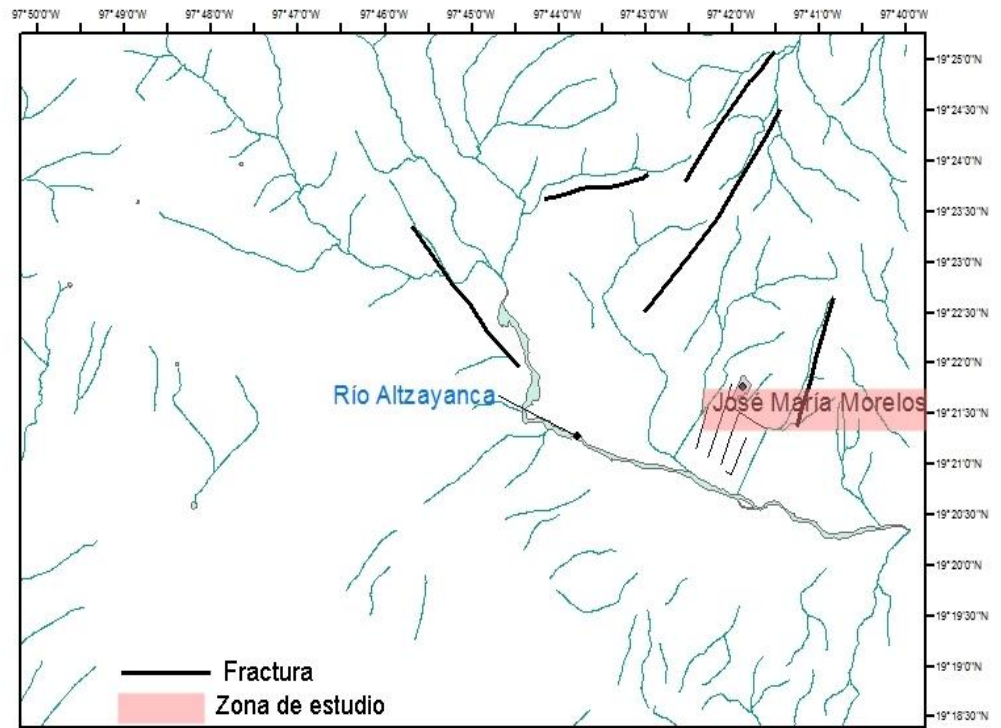 97°50'0"W 97°49'0"W 97°48'0"W 97°47'0"W 97°46'0"W 97°45'0"W 97°44'0"W 97°43'0"W 97°42'0"W 97°41'0"W 97°40'0"W
19°25'0"N
19°24'30"N
19°24'0"N
19°23'30"N
19°23'0"N
19°22'30"N
19°22'0"N
Río Altzayanca
José María Morelos
19°21'30"N
19°21'0"N
19°20'30"N
19°20'0"N
19°19'30"N
19°19'0"N
19°18'30"N
Fractura
Zona de estudio